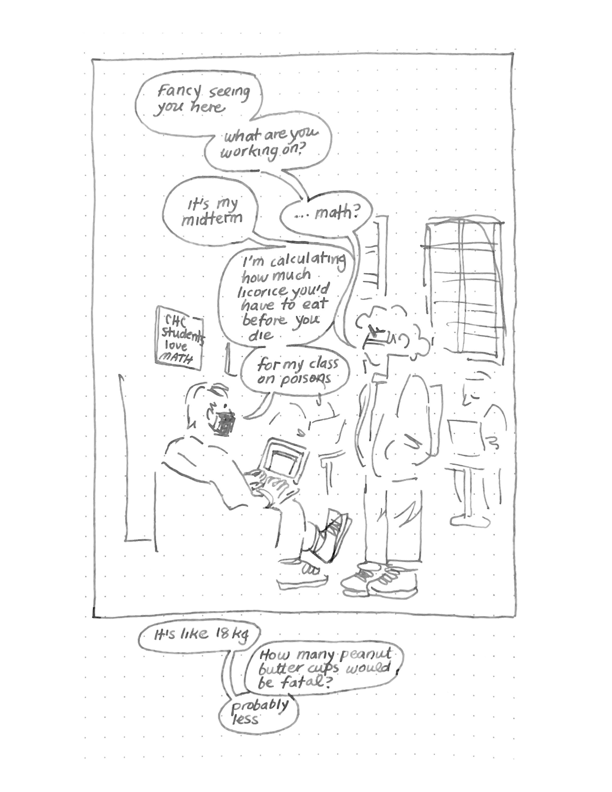 Fancy seeing
you here
what are you
working on?
It's my
midterm
... math?
I'm calculating
how much
licorice you'd
have to eat
before you
die
for my class
on poisons
CHC
Students
love
MATH
It's like 18kg
How many peanut
butter cups would
be fatal?
probably
less